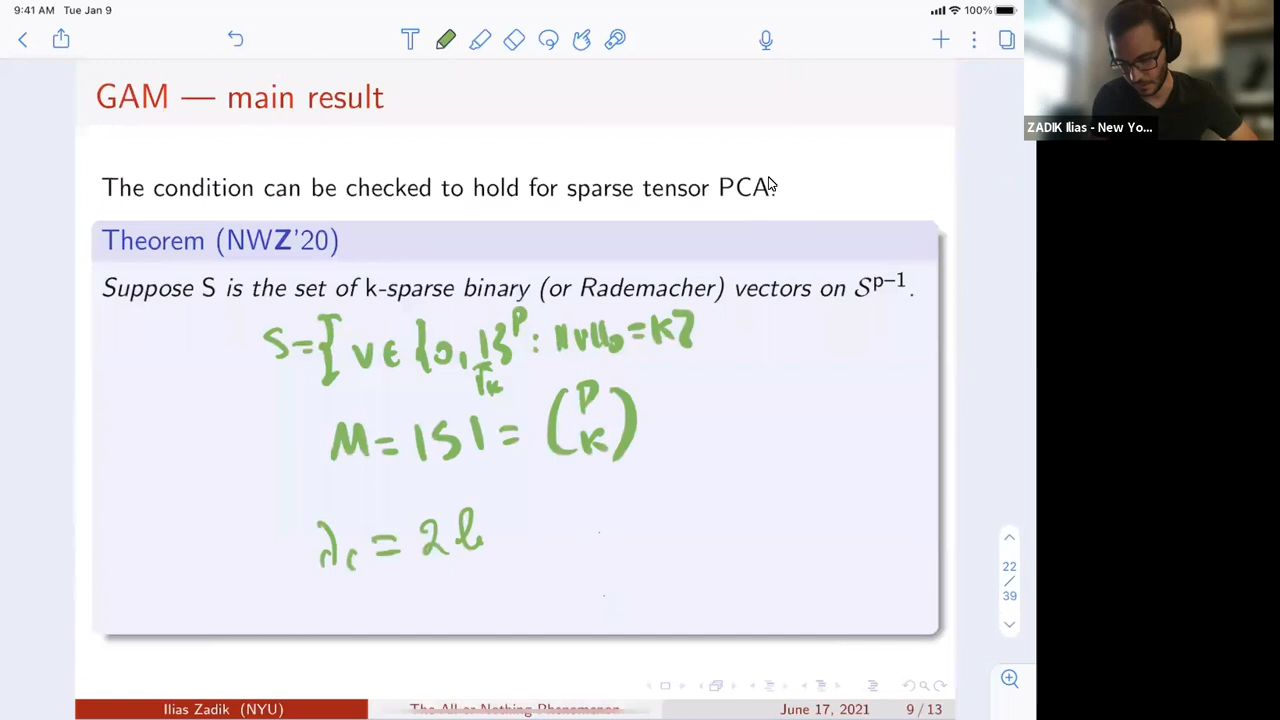 9:41 AM Tue Jan 9
100%
GAM — main result
ZADIK Ilias - New Yo...
The condition can be checked to hold for sparse tensor PCA.
Theorem (NWZ'20)
Suppose S is the set of k-sparse binary (or Rademacher) vectors on S^{p-1}.
S={v∈{0,1/√k}^p : ||v||₀=k}
M=|S|=(p k)
λc=2l
22
/
39
Ilias Zadik (NYU)
The All or Nothing Phenomenon
June 17, 2021
9 / 13